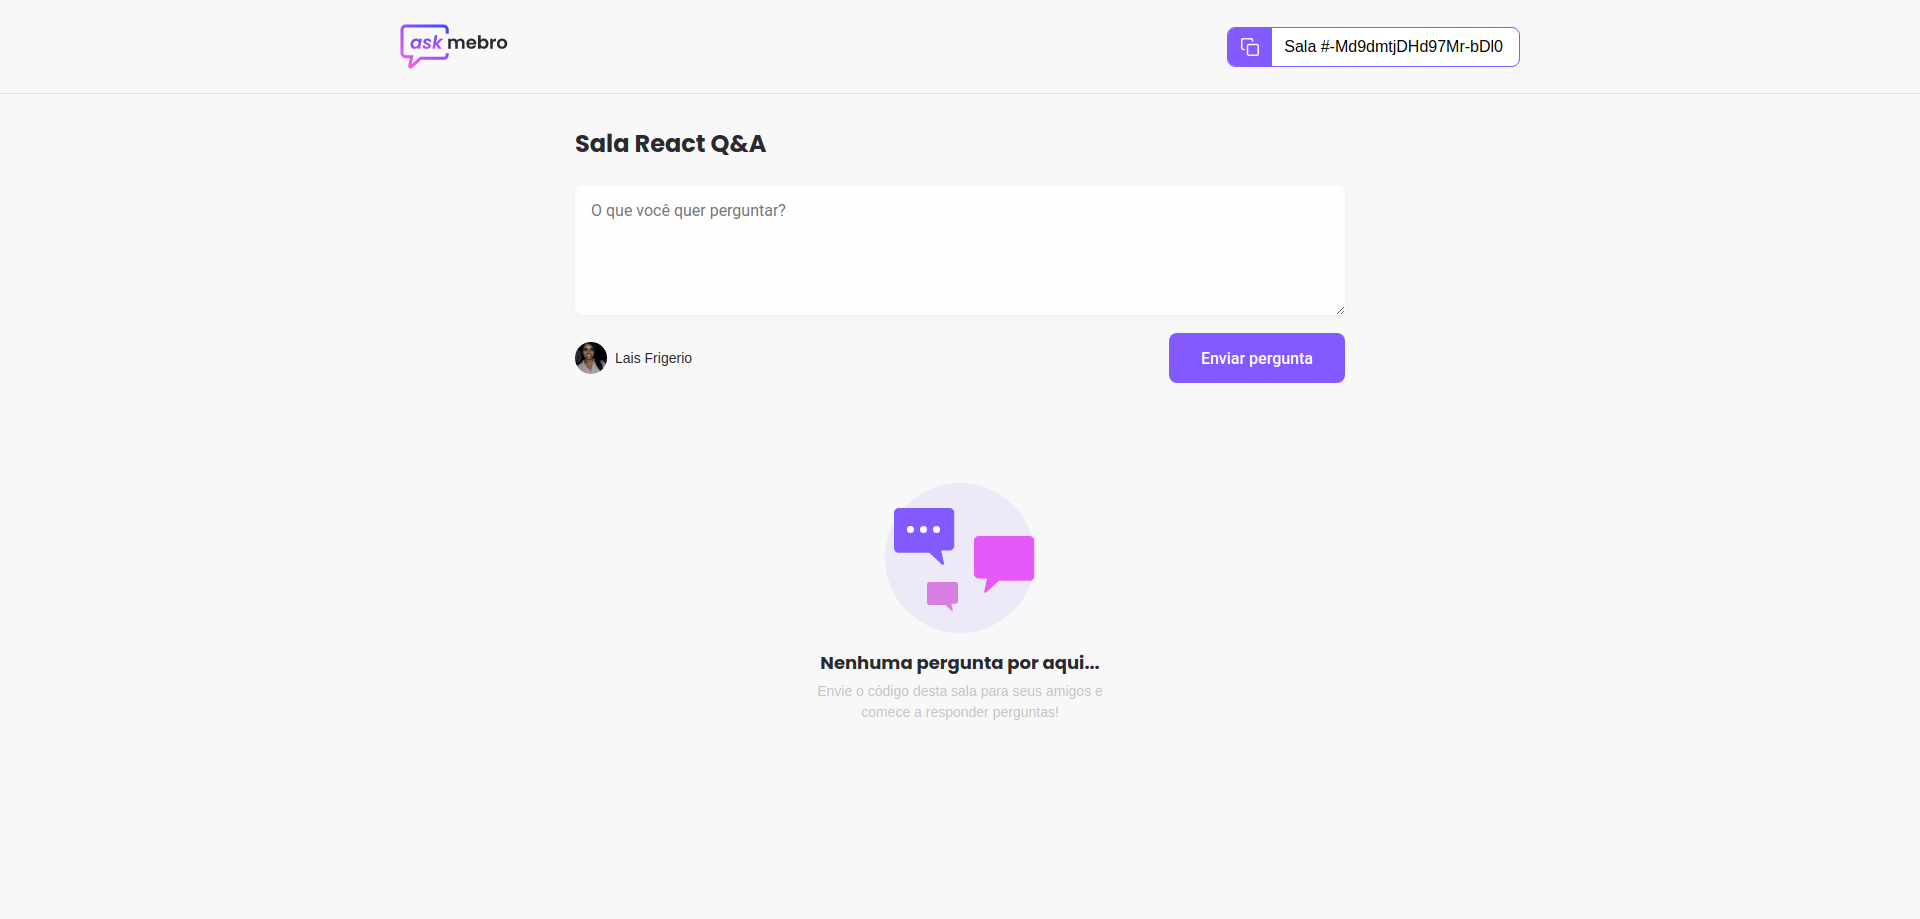 ask mebro
Sala #-Md9dmtjDHd97Mr-bDl0
Sala React Q&A
O que você quer perguntar?
Lais Frigerio
Enviar pergunta
Nenhuma pergunta por aqui...
Envie o código desta sala para seus amigos e
comece a responder perguntas!